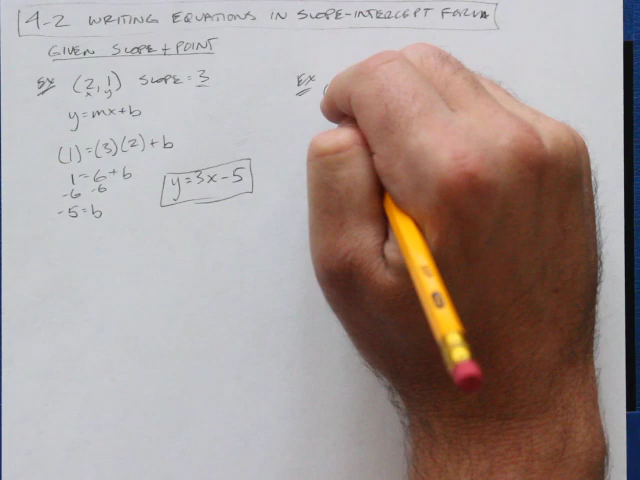 4-2 WRITING EQUATIONS IN SLOPE-INTERCEPT FORM
GIVEN SLOPE + POINT
EX (2, 1) SLOPE = 3
x y
y=mx+b
(1)=(3)(2)+b
1=6+b
-6 -6
-5=b
y=3x-5
EX (